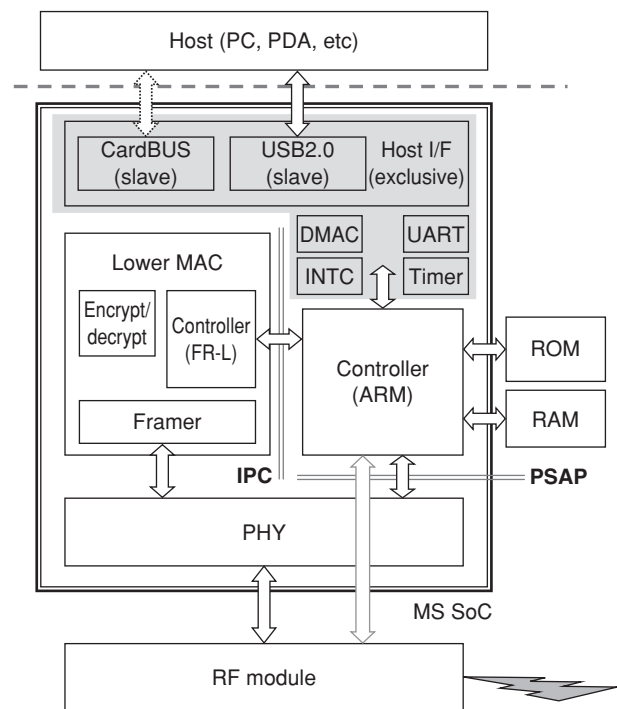 Host (PC, PDA, etc)
CardBUS
(slave)
USB2.0
(slave)
Host I/F
(exclusive)
DMAC
UART
INTC
Timer
Lower MAC
Encrypt/
decrypt
Controller
(FR-L)
Framer
Controller
(ARM)
ROM
RAM
IPC
PSAP
PHY
MS SoC
RF module